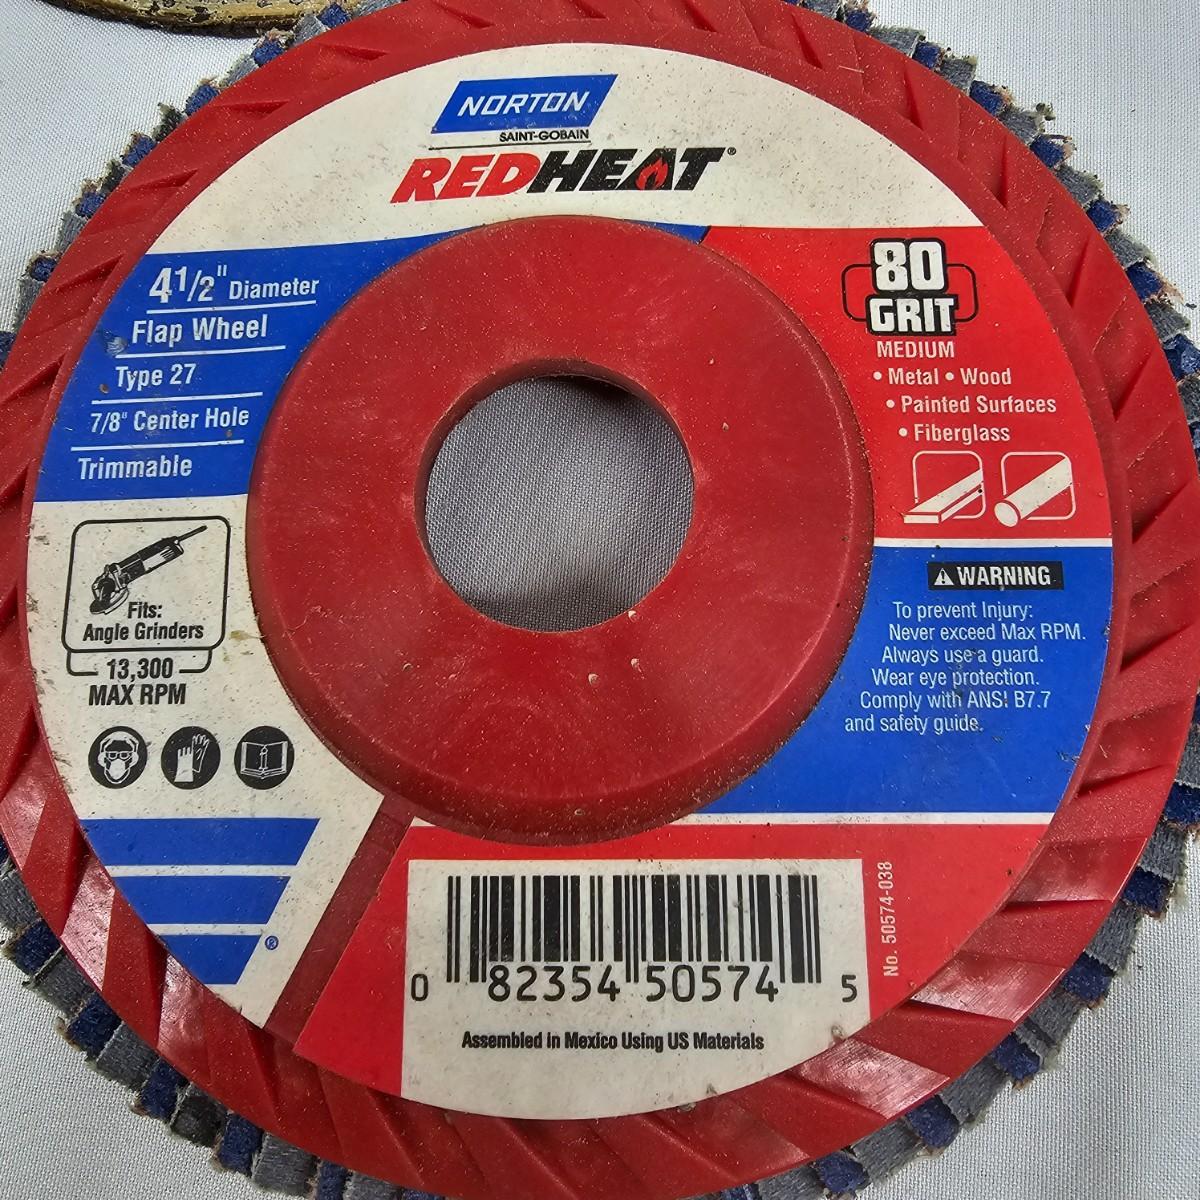 NORTON
SAINT-GOBAIN
REDHEAT®
4 1/2" Diameter
Flap Wheel
Type 27
7/8" Center Hole
Trimmable
Fits:
Angle Grinders
13,300
MAX RPM
80
GRIT
MEDIUM
• Metal • Wood
• Painted Surfaces
• Fiberglass
WARNING
To prevent Injury:
Never exceed Max RPM.
Always use a guard.
Wear eye protection.
Comply with ANSI B7.7
and safety guide.
®
No. 50574-038
0 82354 50574 5
Assembled in Mexico Using US Materials